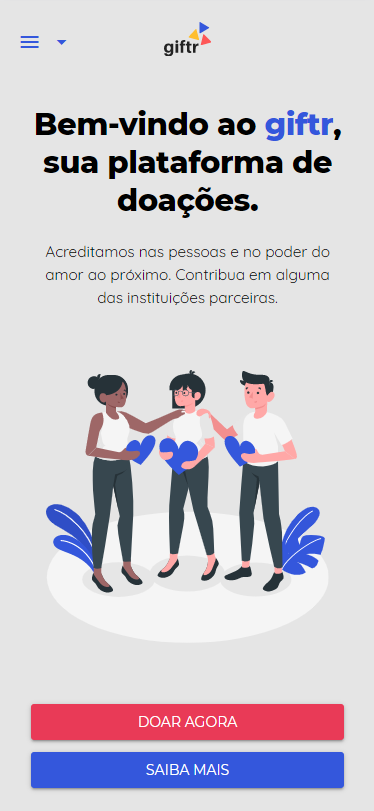 giftr
Bem-vindo ao giftr,
sua plataforma de
doações.
Acreditamos nas pessoas e no poder do
amor ao próximo. Contribua em alguma
das instituições parceiras.
DOAR AGORA
SAIBA MAIS